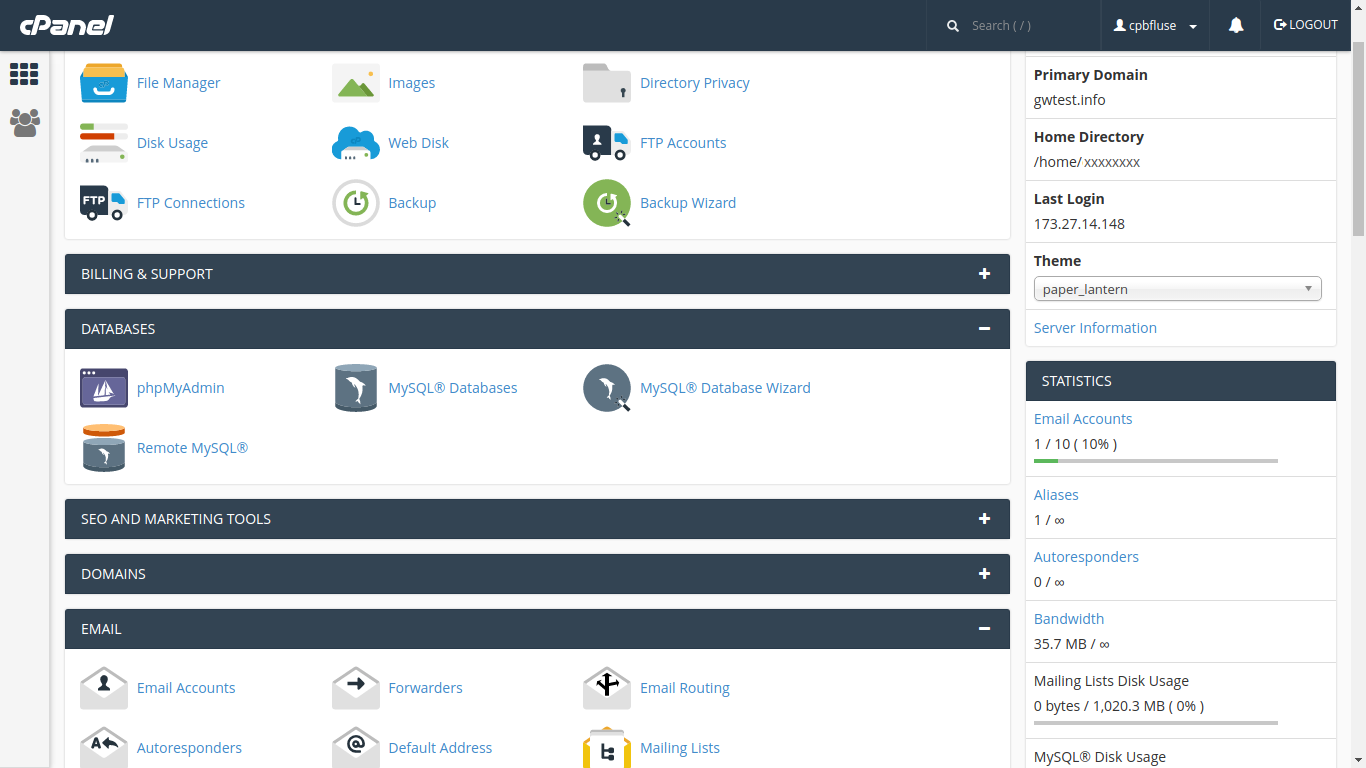 cPanel
Search ( / )
cpbfluse
LOGOUT
File Manager
Images
Directory Privacy
Disk Usage
Web Disk
FTP Accounts
FTP
FTP Connections
Backup
Backup Wizard
BILLING & SUPPORT
DATABASES
phpMyAdmin
MySQL® Databases
MySQL® Database Wizard
Remote MySQL®
SEO AND MARKETING TOOLS
DOMAINS
EMAIL
Email Accounts
Forwarders
Email Routing
A
Autoresponders
@
Default Address
Mailing Lists
Primary Domain
gwtest.info
Home Directory
/home/xxxxxxxx
Last Login
173.27.14.148
Theme
paper_lantern
Server Information
STATISTICS
Email Accounts
1 / 10 ( 10% )
Aliases
1 / ∞
Autoresponders
0 / ∞
Bandwidth
35.7 MB / ∞
Mailing Lists Disk Usage
0 bytes / 1,020.3 MB ( 0% )
MySQL® Disk Usage